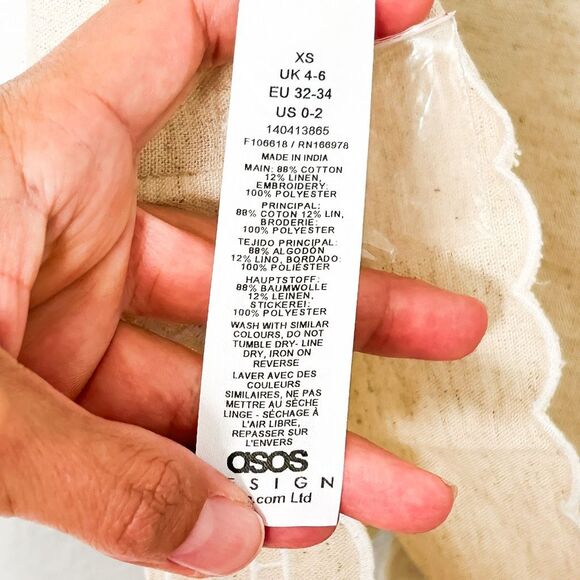 XS
UK 4-6
EU 32-34
US 0-2
140413865
F106618 / RN166978
MADE IN INDIA
MAIN: 88% COTTON
12% LINEN,
EMBROIDERY:
100% POLYESTER
PRINCIPAL:
88% COTON 12% LIN,
BRODERIE:
100% POLYESTER
TEJIDO PRINCIPAL:
88% ALGODÓN
12% LINO, BORDADO:
100% POLIÉSTER
HAUPTSTOFF:
88% BAUMWOLLE
12% LEINEN,
STICKEREI:
100% POLYESTER
WASH WITH SIMILAR
COLOURS, DO NOT
TUMBLE DRY- LINE
DRY, IRON ON
REVERSE
LAVER AVEC DES
COULEURS
SIMILAIRES, NE PAS
METTRE AU SÈCHE
LINGE - SÉCHAGE À
L'AIR LIBRE,
REPASSER SUR
L'ENVERS
asos
ESIGN
.com Ltd